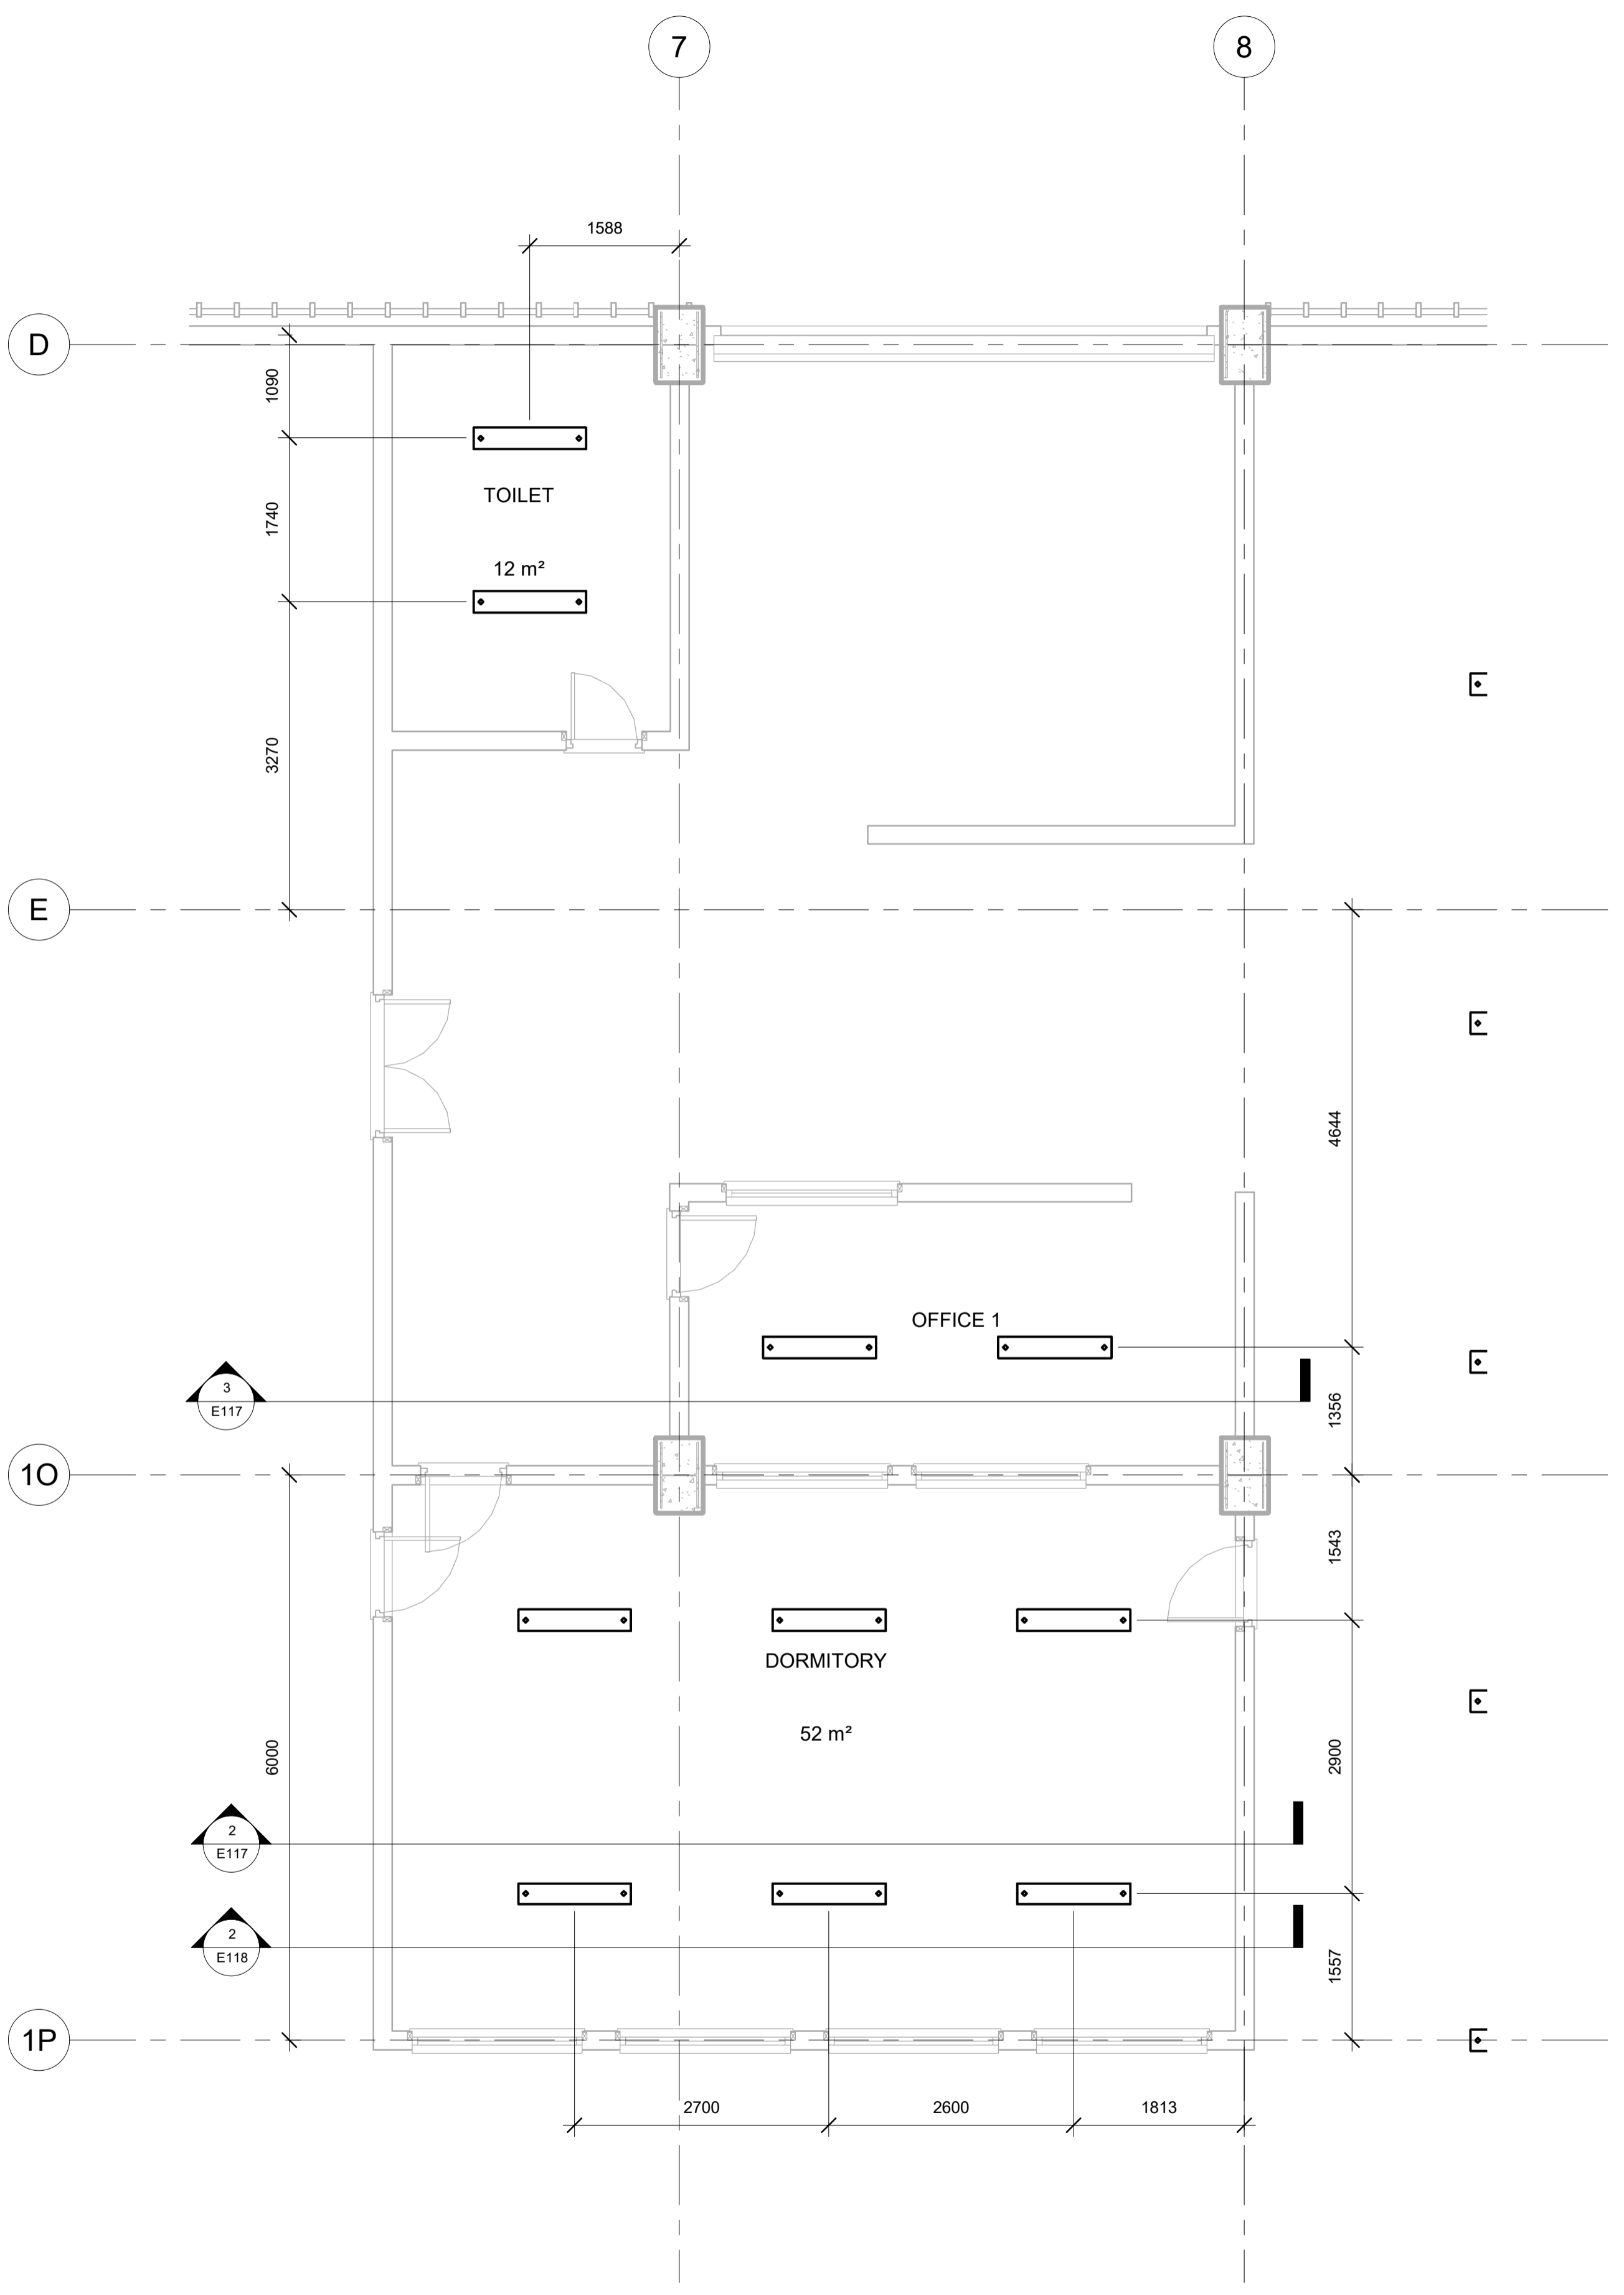 7
8
1588
D
1090
TOILET
1740
12 m²
3270
E
4644
OFFICE 1
3
E117
1356
1O
1543
DORMITORY
52 m²
6000
2900
2
E117
2
E118
1557
1P
2700
2600
1813